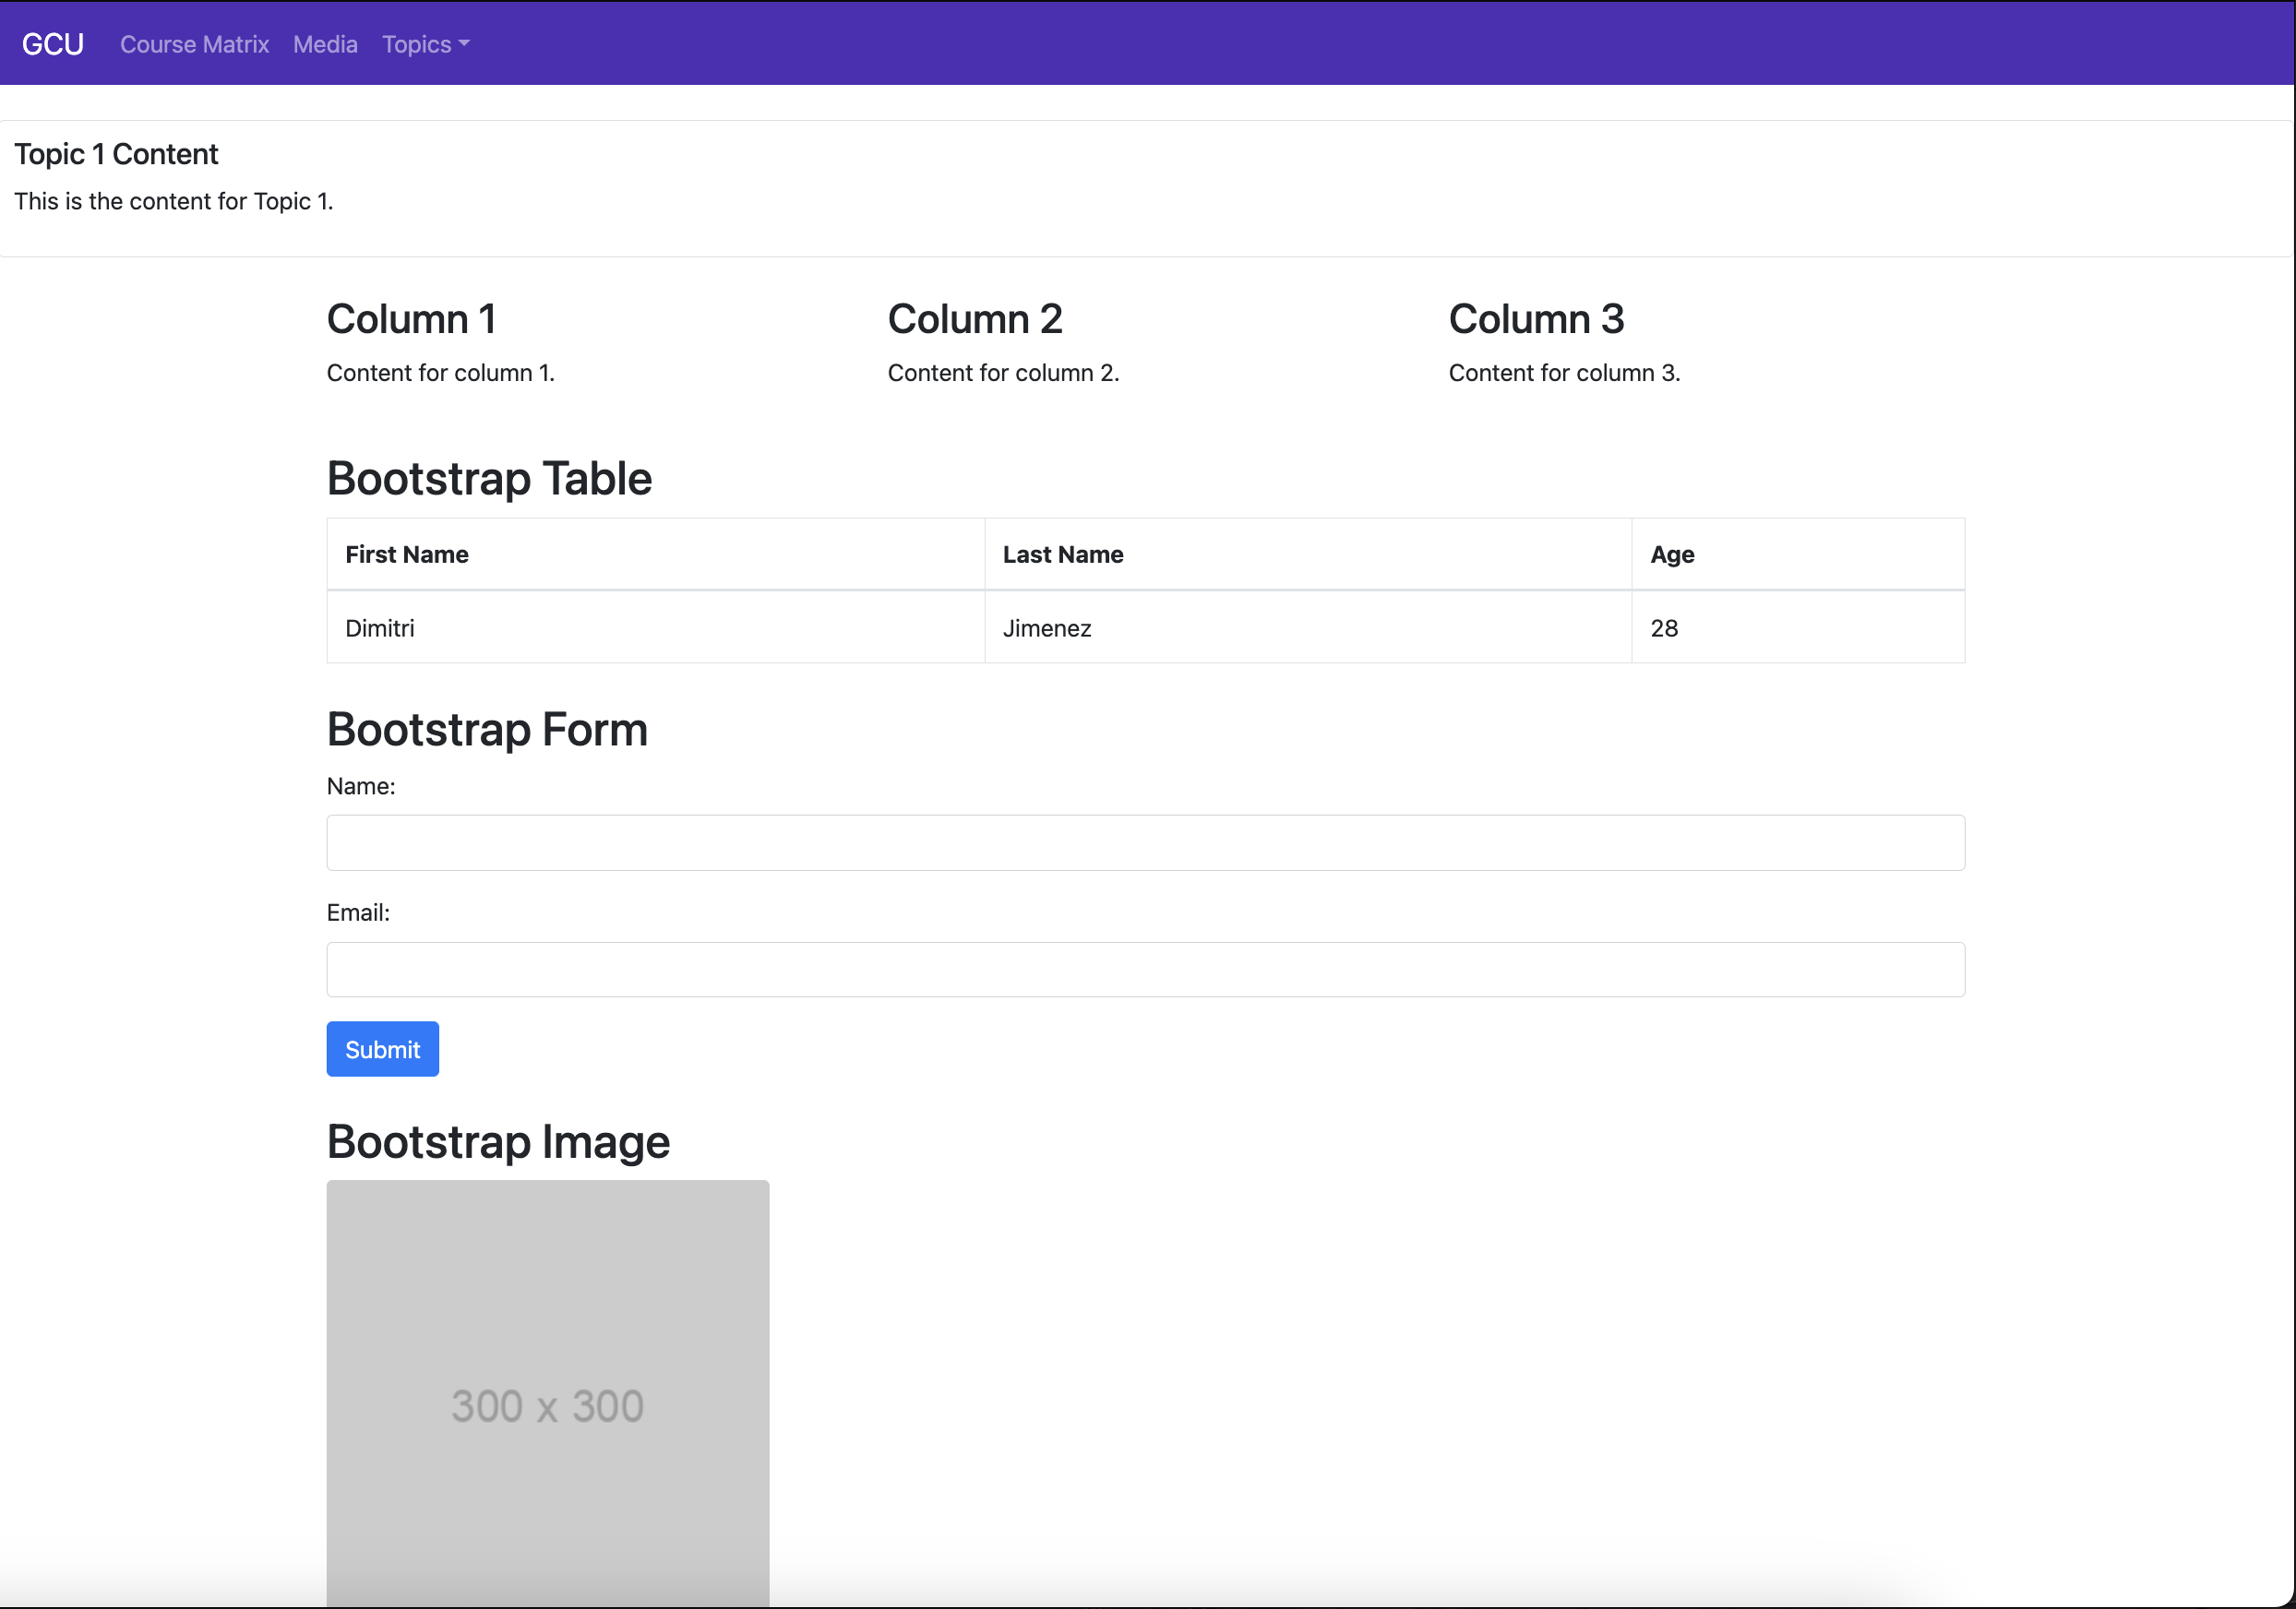 GCU Course Matrix Media Topics
Topic 1 Content
This is the content for Topic 1.
Column 1 Column 2 Column 3
Content for column 1. Content for column 2. Content for column 3.
Bootstrap Table
First Name Last Name Age
Dimitri Jimenez 28
Bootstrap Form
Name:
Email:
Submit
Bootstrap Image
300 x 300